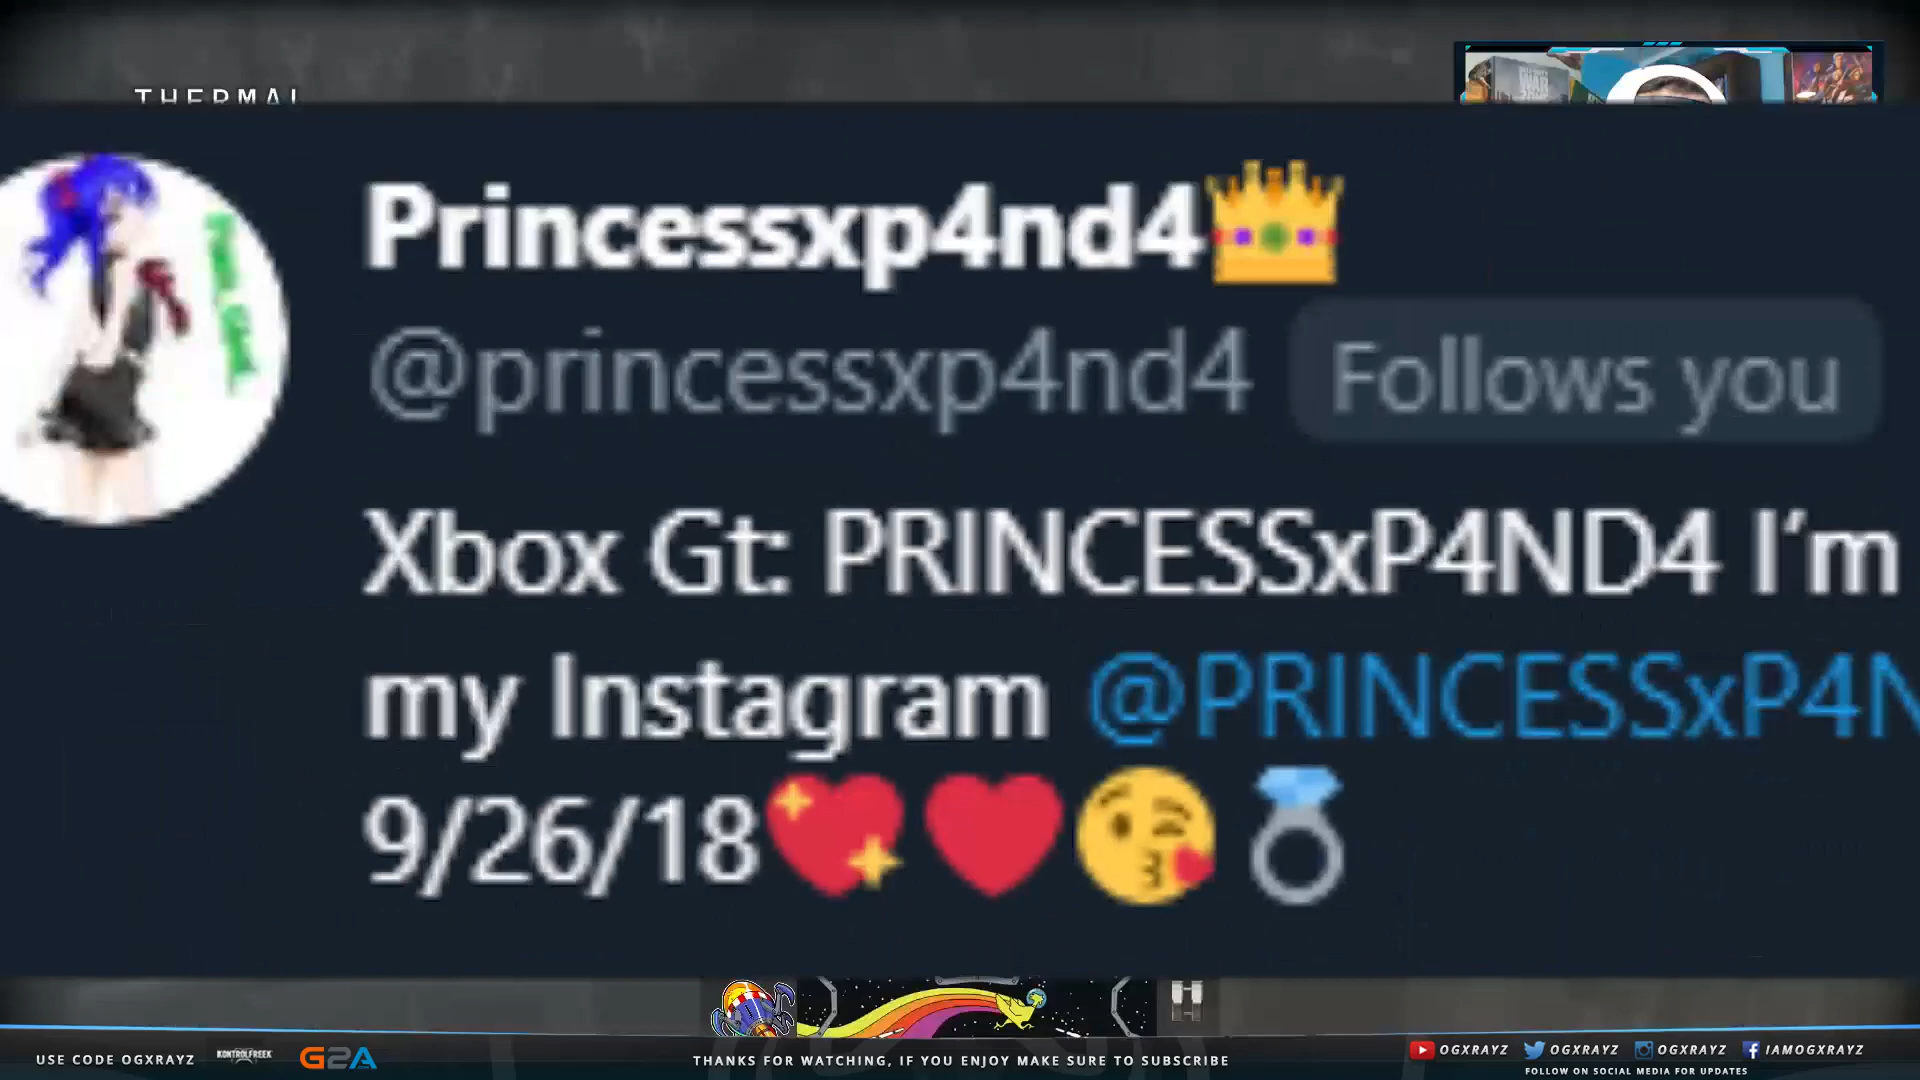 THERMAL
Princessxp4nd4
@princessxp4nd4 Follows you
Xbox Gt: PRINCESSxP4ND4 I´m
my Instagram @PRINCESSxP4N
9/26/18
USE CODE OGXRAYZ KONTROLFREEK G2A THANKS FOR WATCHING, IF YOU ENJOY MAKE SURE TO SUBSCRIBE OGXRAYZ OGXRAYZ OGXRAYZ IAMOGXRAYZ
FOLLOW ON SOCIAL MEDIA FOR UPDATES